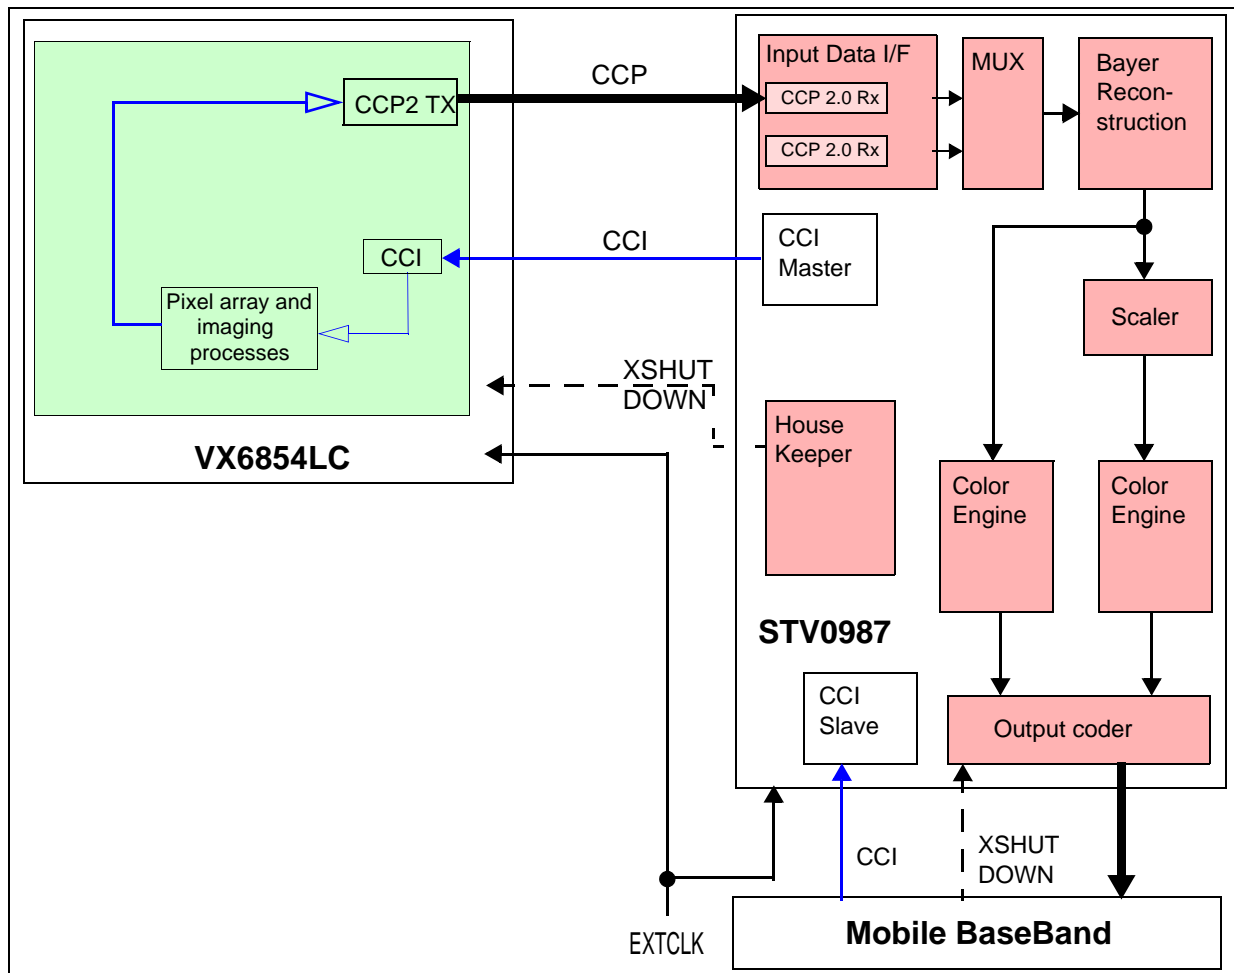 CCP2 TX
CCI
Pixel array and
imaging
processes
VX6854LC
CCP
CCI
XSHUT
DOWN
Input Data I/F
CCP 2.0 Rx
CCP 2.0 Rx
MUX
Bayer
Recon-
struction
CCI
Master
Scaler
House
Keeper
Color
Engine
Color
Engine
STV0987
CCI
Slave
Output coder
CCI
XSHUT
DOWN
EXTCLK
Mobile BaseBand